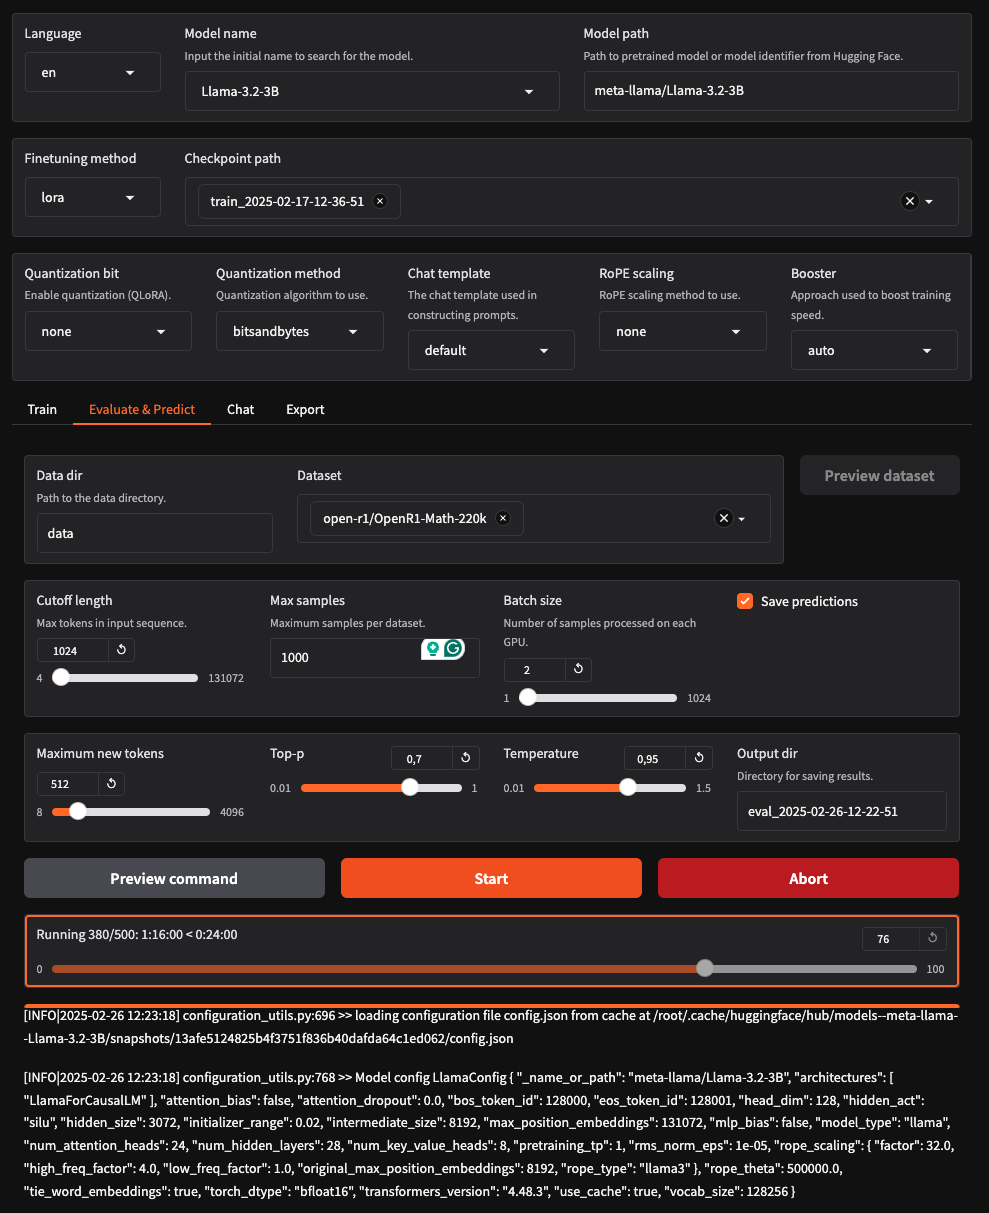 Language
Model name
Model path
Input the initial name to search for the model.
Path to pretrained model or model identifier from Hugging Face.
en
Llama-3.2-3B
meta-llama/Llama-3.2-3B
Finetuning method
Checkpoint path
lora
train_2025-02-17-12-36-51
Quantization bit
Quantization method
Chat template
RoPE scaling
Booster
Enable quantization (QLoRA).
Quantization algorithm to use.
The chat template used in
constructing prompts.
RoPE scaling method to use.
Approach used to boost training
speed.
none
bitsandbytes
default
none
auto
Train
Evaluate & Predict
Chat
Export
Data dir
Path to the data directory.
data
Dataset
open-r1/OpenR1-Math-220k
Preview dataset
Cutoff length
Max tokens in input sequence.
1024
4
131072
Max samples
Maximum samples per dataset.
1000
Batch size
Number of samples processed on each
GPU.
2
1
1024
Save predictions
Maximum new tokens
512
8
4096
Top-p
0,7
0.01
1
Temperature
0,95
0.01
1.5
Output dir
Directory for saving results.
eval_2025-02-26-12-22-51
Preview command
Start
Abort
Running 380/500: 1:16:00 < 0:24:00
76
0
100
[INFO|2025-02-26 12:23:18] configuration_utils.py:696 >> loading configuration file config.json from cache at /root/.cache/huggingface/hub/models--meta-llama-
-Llama-3.2-3B/snapshots/13afe5124825b4f3751f836b40dafda64c1ed062/config.json
[INFO|2025-02-26 12:23:18] configuration_utils.py:768 >> Model config LlamaConfig { "_name_or_path": "meta-llama/Llama-3.2-3B", "architectures": [
"LlamaForCausalLM" ], "attention_bias": false, "attention_dropout": 0.0, "bos_token_id": 128000, "eos_token_id": 128001, "head_dim": 128, "hidden_act":
"silu", "hidden_size": 3072, "initializer_range": 0.02, "intermediate_size": 8192, "max_position_embeddings": 131072, "mlp_bias": false, "model_type": "llama",
"num_attention_heads": 24, "num_hidden_layers": 28, "num_key_value_heads": 8, "pretraining_tp": 1, "rms_norm_eps": 1e-05, "rope_scaling": { "factor": 32.0,
"high_freq_factor": 4.0, "low_freq_factor": 1.0, "original_max_position_embeddings": 8192, "rope_type": "llama3" }, "rope_theta": 500000.0,
"tie_word_embeddings": true, "torch_dtype": "bfloat16", "transformers_version": "4.48.3", "use_cache": true, "vocab_size": 128256 }